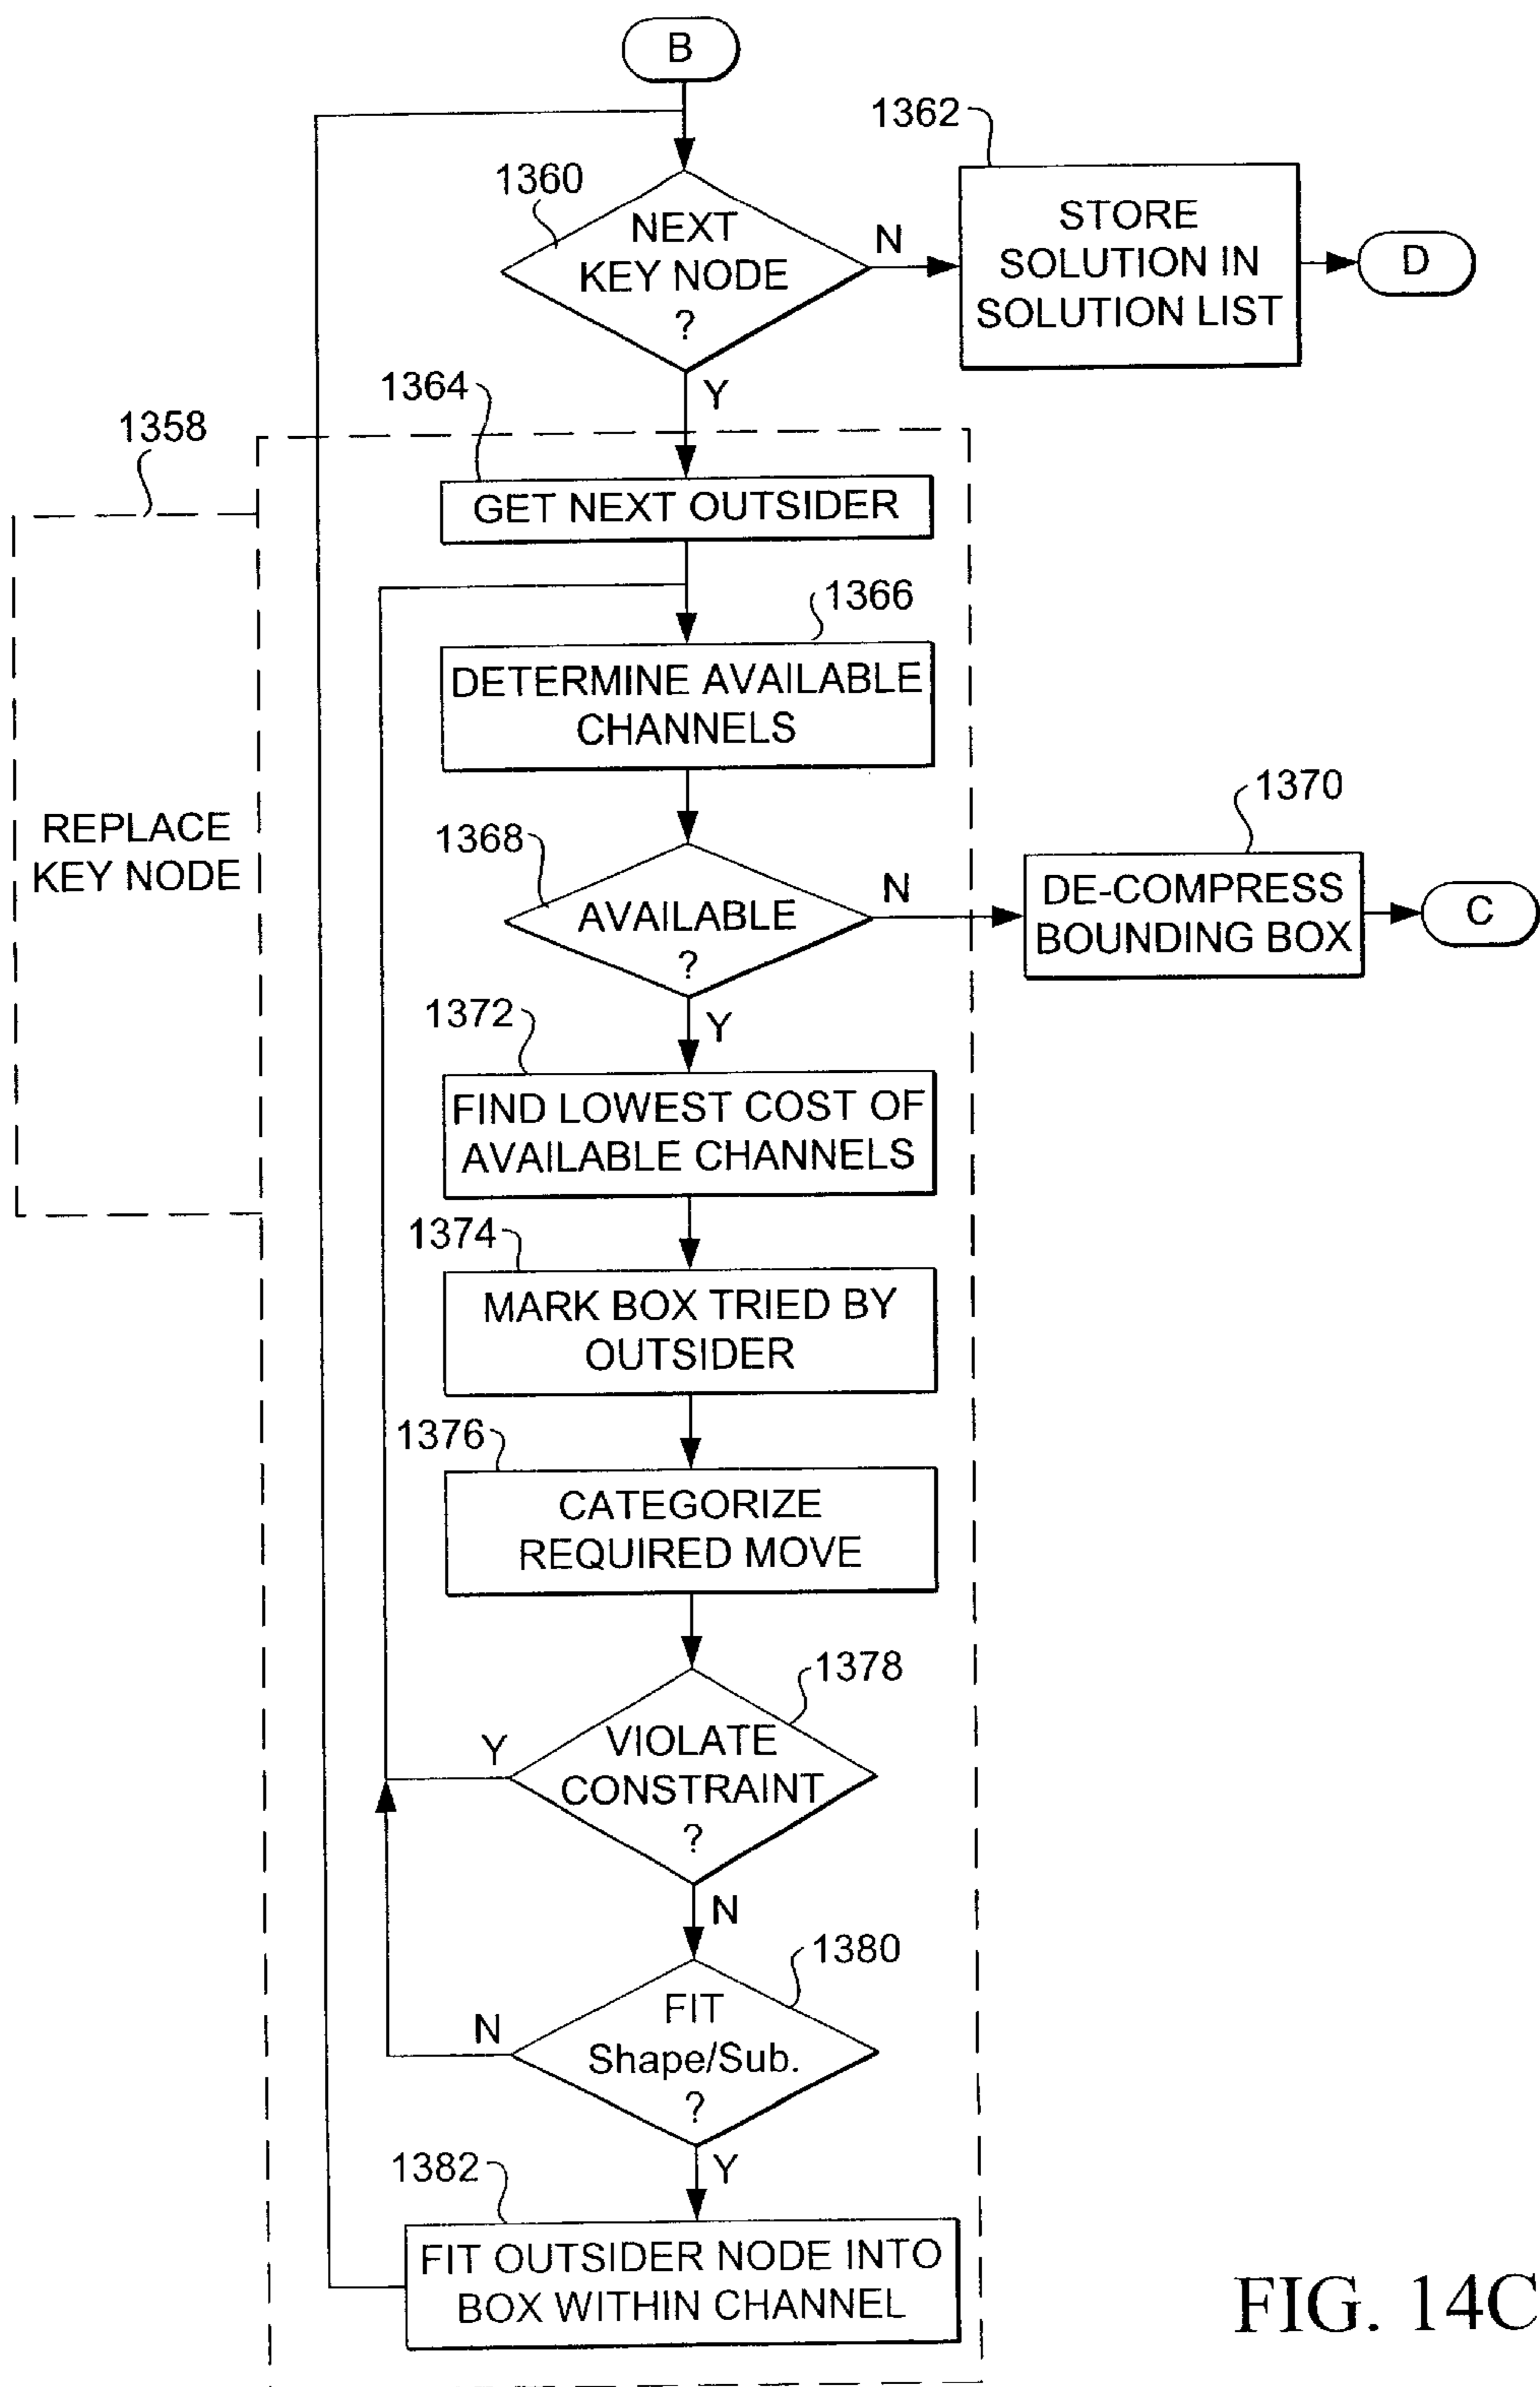 B
1362
1360
NEXT
KEY NODE
?
N
STORE
SOLUTION IN
SOLUTION LIST
D
1364
Y
1358
GET NEXT OUTSIDER
1366
DETERMINE AVAILABLE
CHANNELS
1370
REPLACE
KEY NODE
1368
AVAILABLE
?
N
DE-COMPRESS
BOUNDING BOX
C
1372
Y
FIND LOWEST COST OF
AVAILABLE CHANNELS
1374
MARK BOX TRIED BY
OUTSIDER
1376
CATEGORIZE
REQUIRED MOVE
1378
Y
VIOLATE
CONSTRAINT
?
N
1380
N
FIT
Shape/Sub.
?
1382
Y
FIT OUTSIDER NODE INTO
BOX WITHIN CHANNEL
FIG. 14C